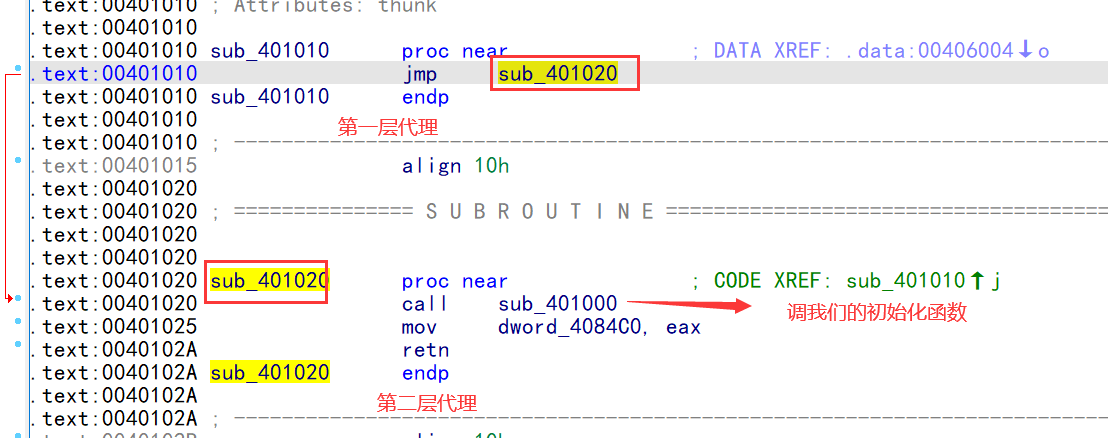 .text:00401010 ; Attributes: thunk
.text:00401010
.text:00401010 sub_401010 proc near ; DATA XREF: .data:00406004↓o
.text:00401010 jmp sub_401020
.text:00401010 sub_401010 endp
.text:00401010
第一层代理
.text:00401010 ; ---------------------------------------------------------------------------
.text:00401015 align 10h
.text:00401020
.text:00401020 ; =============== S U B R O U T I N E =======================================
.text:00401020
.text:00401020
.text:00401020 sub_401020 proc near ; CODE XREF: sub_401010↑j
.text:00401020 call sub_401000 调我们的初始化函数
.text:00401025 mov dword_4084C0, eax
.text:0040102A retn
.text:0040102A sub_401020 endp
.text:0040102A
第二层代理
.text:0040102A ; ---------------------------------------------------------------------------